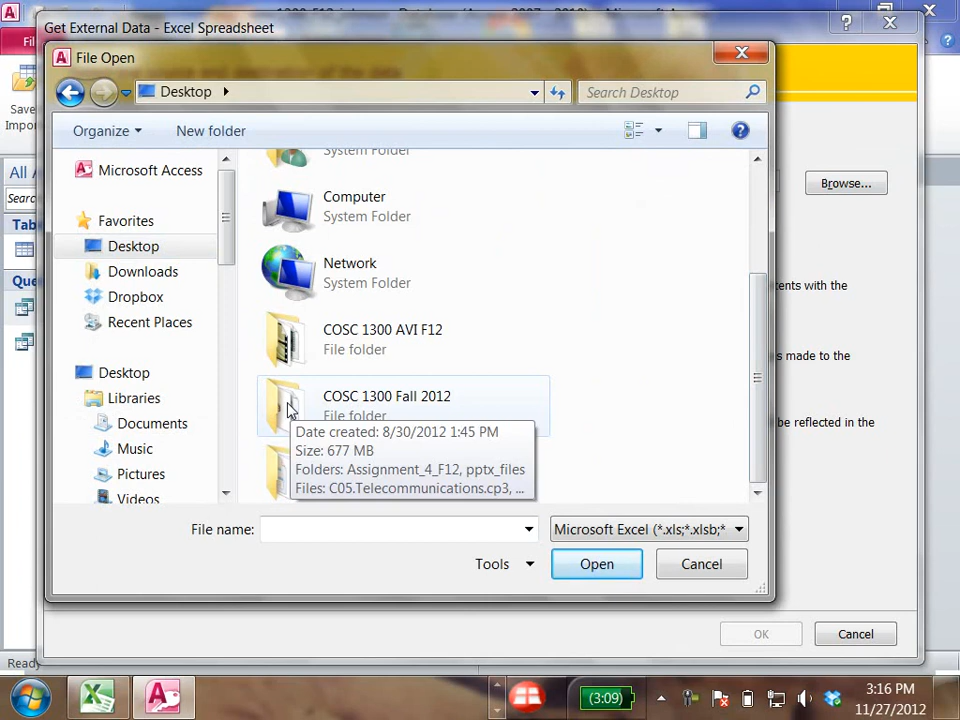 Get External Data - Excel Spreadsheet
File Open
Desktop
Search Desktop
Save
Impor
Organize
New folder
All A
Sear
Tab
Que
Microsoft Access
Favorites
Desktop
Downloads
Dropbox
Recent Places
Desktop
Libraries
Documents
Music
Pictures
Videos
System Folder
Computer
System Folder
Network
System Folder
COSC 1300 AVI F12
File folder
COSC 1300 Fall 2012
File folder
Date created: 8/30/2012 1:45 PM
Size: 677 MB
Folders: Assignment_4_F12, pptx_files
Files: C05.Telecommunications.cp3, ...
Browse...
tents with the
s made to the
be reflected in the
File name:
Microsoft Excel (*.xls;*.xlsb;*
Tools
Open
Cancel
OK
Cancel
Ready
(3:09)
3:16 PM
11/27/2012